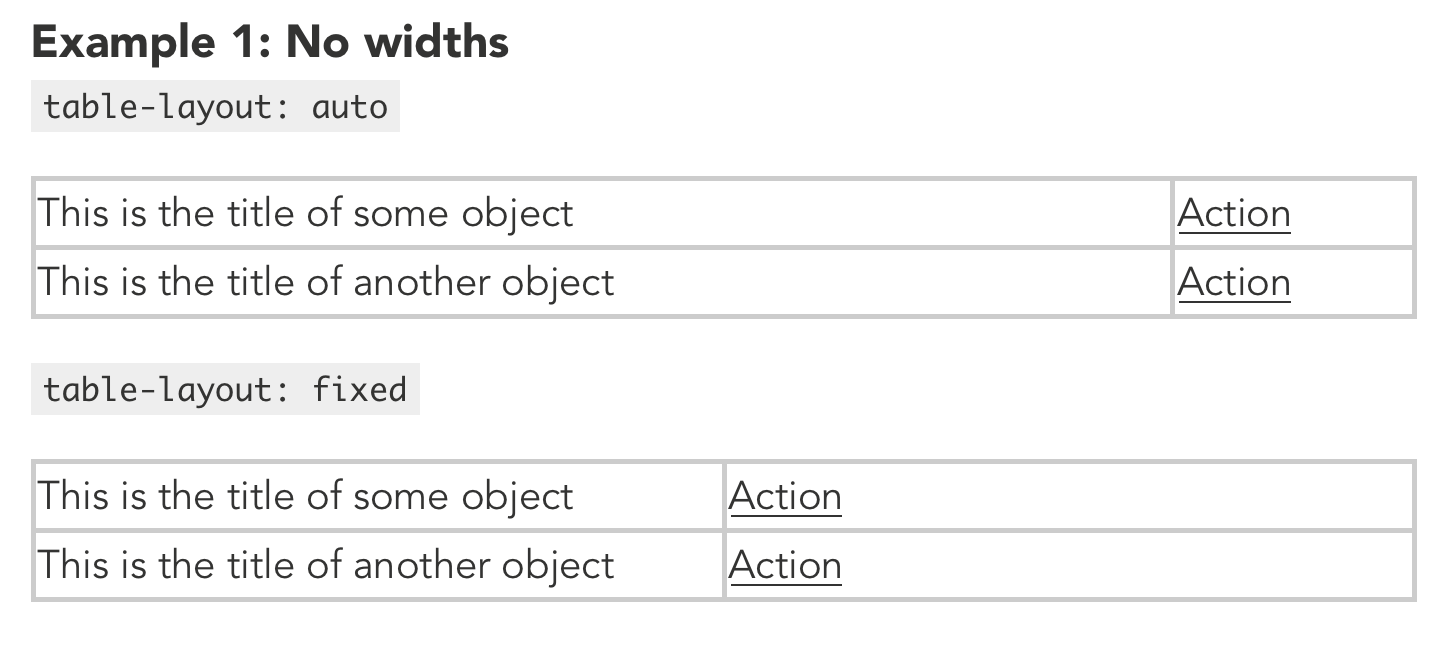 Example 1: No widths
table-layout: auto
This is the title of some object Action
This is the title of another object Action
table-layout: fixed
This is the title of some object Action
This is the title of another object Action